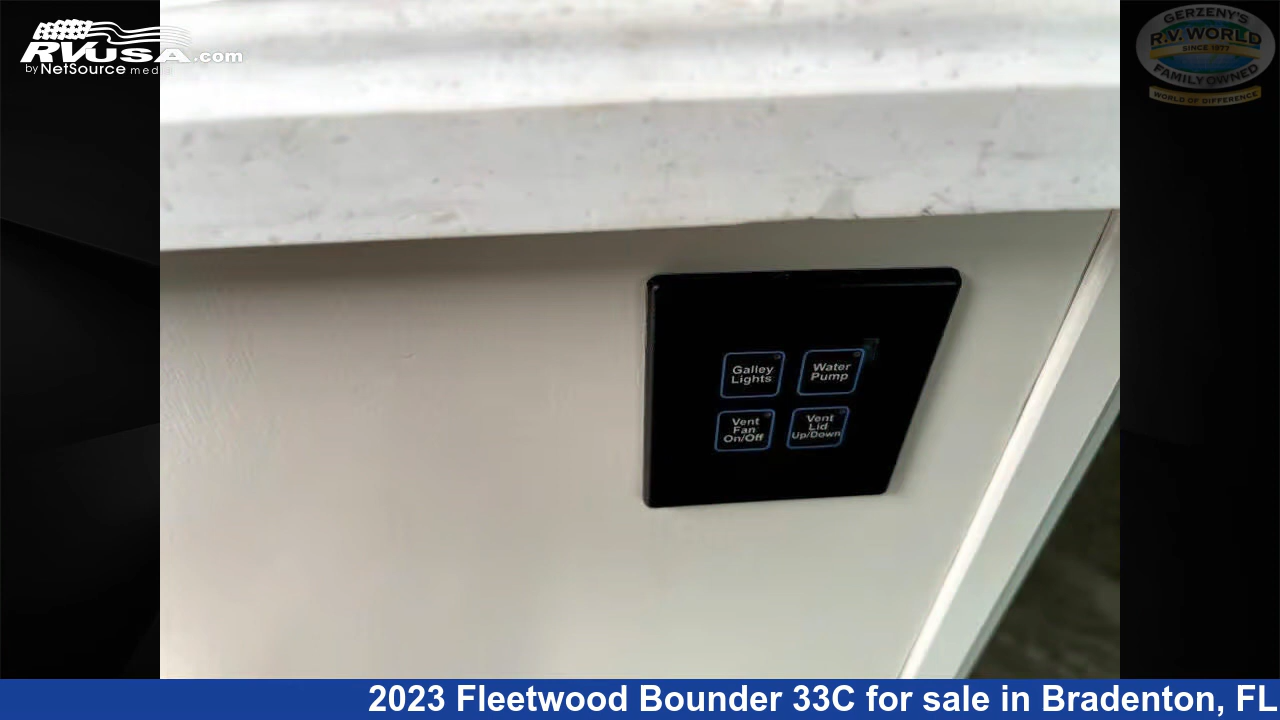 RVUSA.com
by NetSource media
GERZENY'S
R.V. WORLD
SINCE 1977
FAMILY OWNED
WORLD OF DIFFERENCE
Galley
Lights
Water
Pump
Vent
Fan
On/Off
Vent
Lid
Up/Down
2023 Fleetwood Bounder 33C for sale in Bradenton, FL